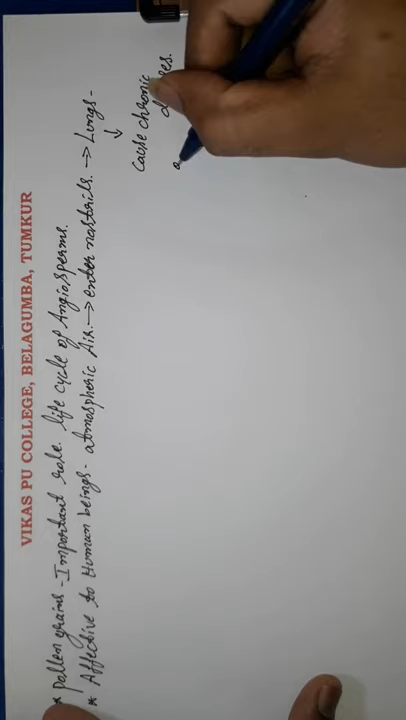 VIKAS PU COLLEGE, BELAGUMBA, TUMKUR
* Pollen grains - Important role. life cycle of Angiosperms.
* Affective to Human beings - atmospheric Air. → enter nostrils. → Lungs -
↓
cause chronic